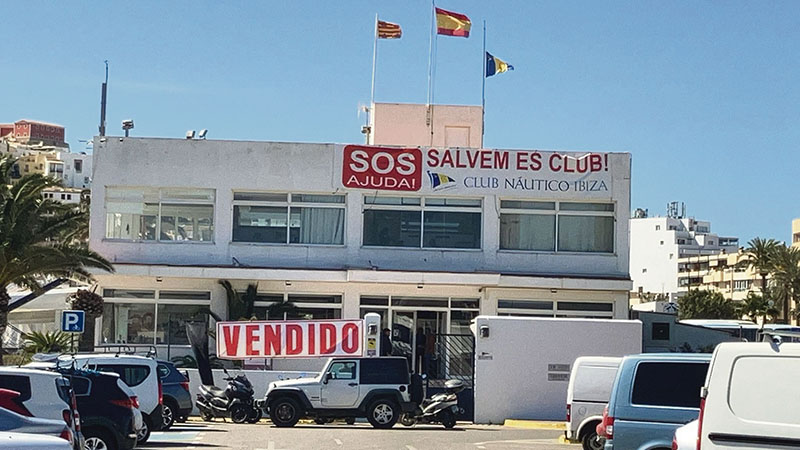 SOS
AJUDA!
SALVEM ES CLUB!
CLUB NÁUTICO IBIZA
P
VENDIDO